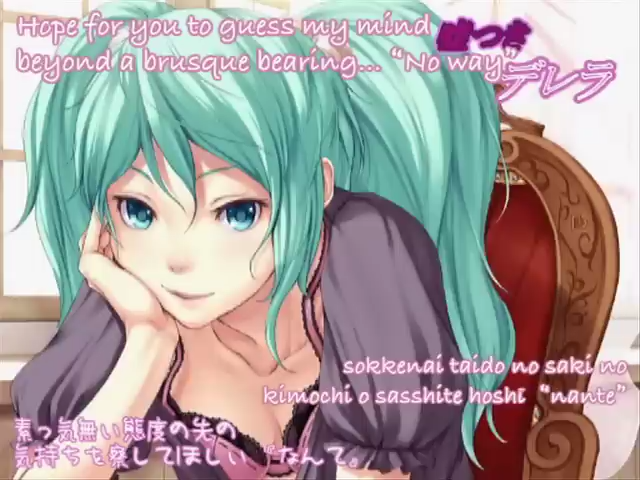 Hope for you to guess my mind
beyond a brusque bearing... “No way”
嘘つき
デレラ
sokkenai taido no saki no
kimochi o sasshite hoshī “nante”
素っ気無い態度の先の
気持ちを察してほしい『なんて。